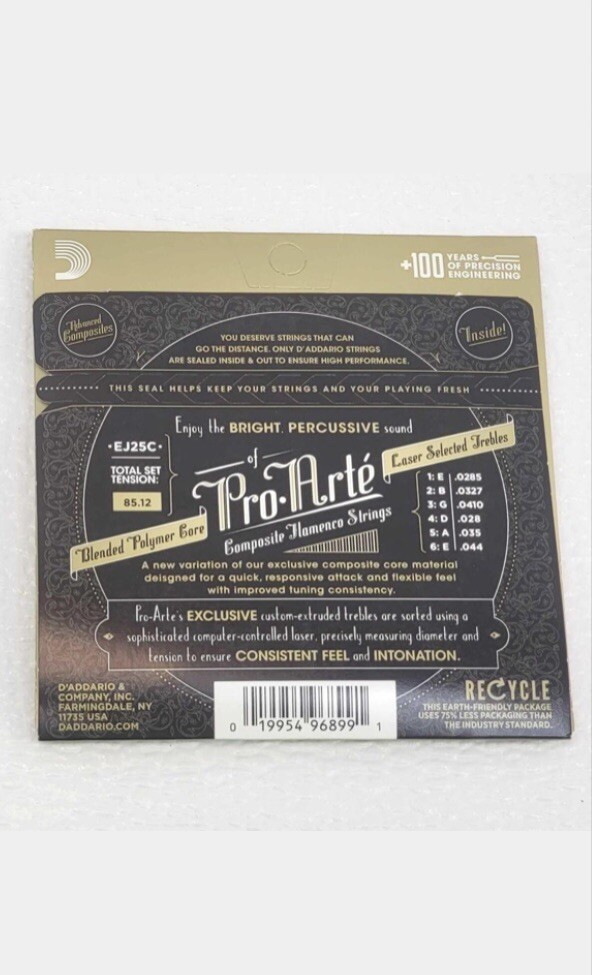 +100 YEARS
OF PRECISION
ENGINEERING
Advanced
Composites
Inside!
YOU DESERVE STRINGS THAT CAN
GO THE DISTANCE. ONLY D'ADDARIO STRINGS
ARE SEALED INSIDE & OUT TO ENSURE HIGH PERFORMANCE.
THIS SEAL HELPS KEEP YOUR STRINGS AND YOUR PLAYING FRESH
Enjoy the BRIGHT, PERCUSSIVE sound
of
Pro·Arté
Composite Flamenco Strings
·EJ25C·
TOTAL SET
TENSION:
85.12
Blended Polymer Core
Laser Selected Trebles
1: E .0285
2: B .0327
3: G .0410
4: D .028
5: A .035
6: E .044
A new variation of our exclusive composite core material
deisgned for a quick, responsive attack and flexible feel
with improved tuning consistency.
Pro-Arté's EXCLUSIVE custom-extruded trebles are sorted using a
sophisticated computer-controlled laser, precisely measuring diameter and
tension to ensure CONSISTENT FEEL and INTONATION.
D'ADDARIO &
COMPANY, INC.
FARMINGDALE, NY
11735 USA
DADDARIO.COM
0 19954 96899 1
RECYCLE
THIS EARTH-FRIENDLY PACKAGE
USES 75% LESS PACKAGING THAN
THE INDUSTRY STANDARD.